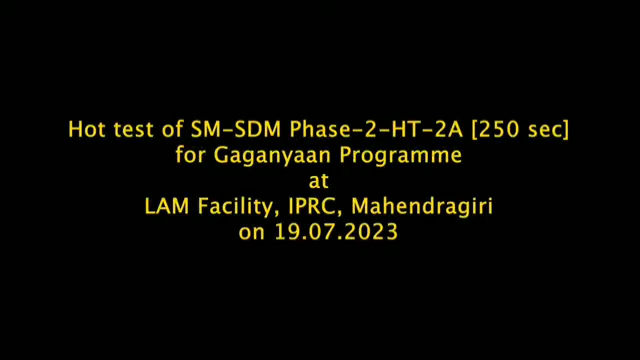 Hot test of SM-SDM Phase-2-HT-2A [250 sec]
for Gaganyaan Programme
at
LAM Facility, IPRC, Mahendragiri
on 19.07.2023